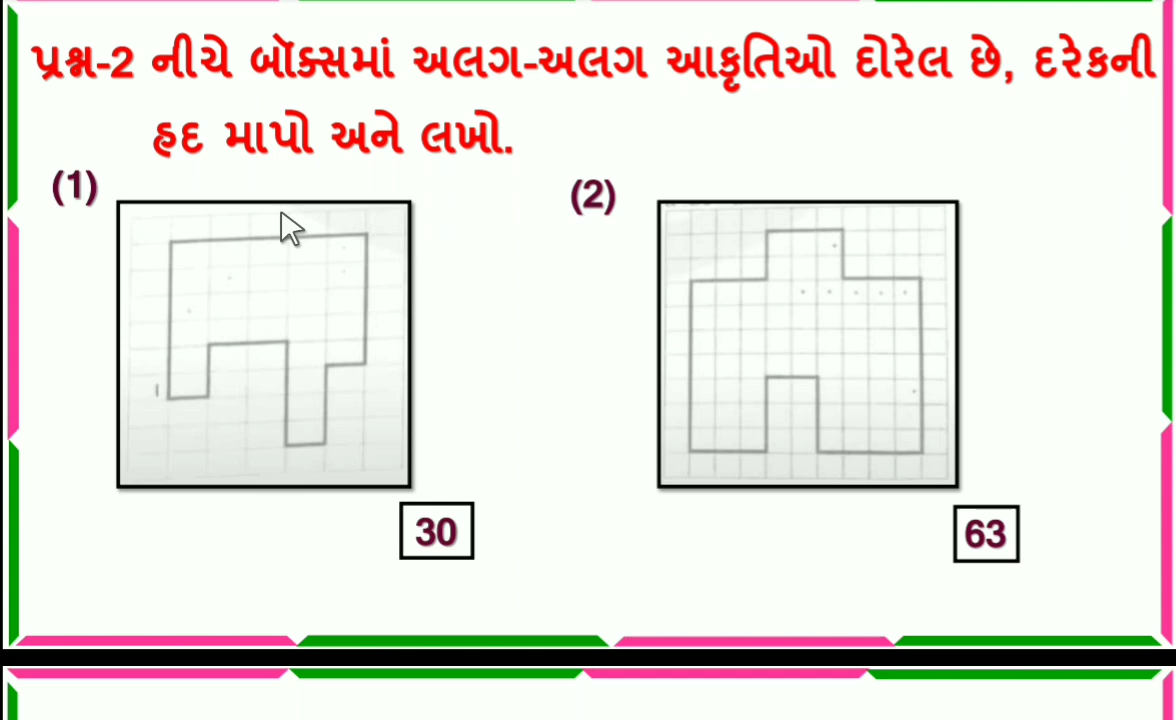 પ્રશ્ન-2 નીચે બૉક્સમાં અલગ-અલગ આકૃતિઓ દોરેલ છે, દરેકની
હદ માપો અને લખો.
(1)
(2)
30
63